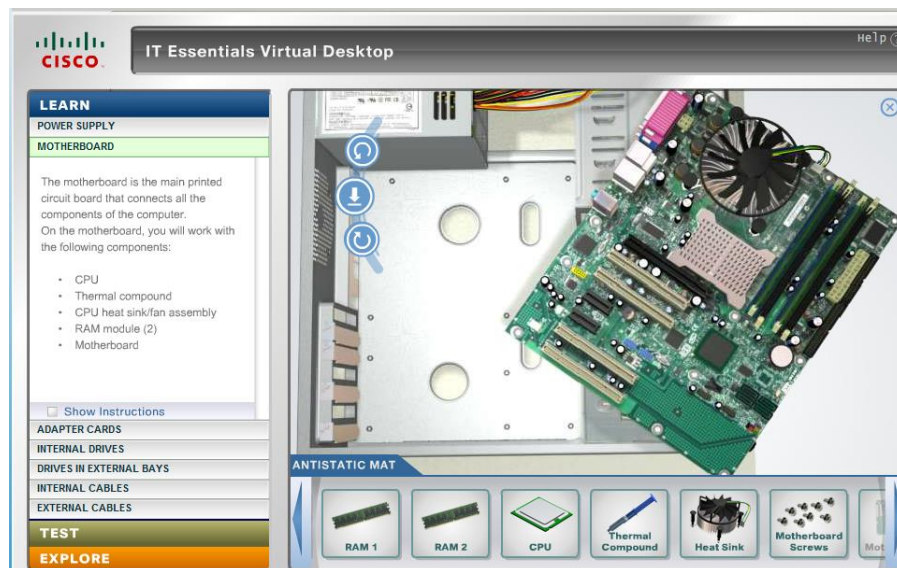 CISCO
IT Essentials Virtual Desktop
Help
LEARN
POWER SUPPLY
MOTHERBOARD
The motherboard is the main printed
circuit board that connects all the
components of the computer.
On the motherboard, you will work with
the following components:
• CPU
• Thermal compound
• CPU heat sink/fan assembly
• RAM module (2)
• Motherboard
Show Instructions
ADAPTER CARDS
INTERNAL DRIVES
DRIVES IN EXTERNAL BAYS
INTERNAL CABLES
EXTERNAL CABLES
TEST
EXPLORE
ANTISTATIC MAT
RAM 1
RAM 2
CPU
Thermal
Compound
Heat Sink
Motherboard
Screws
Mot